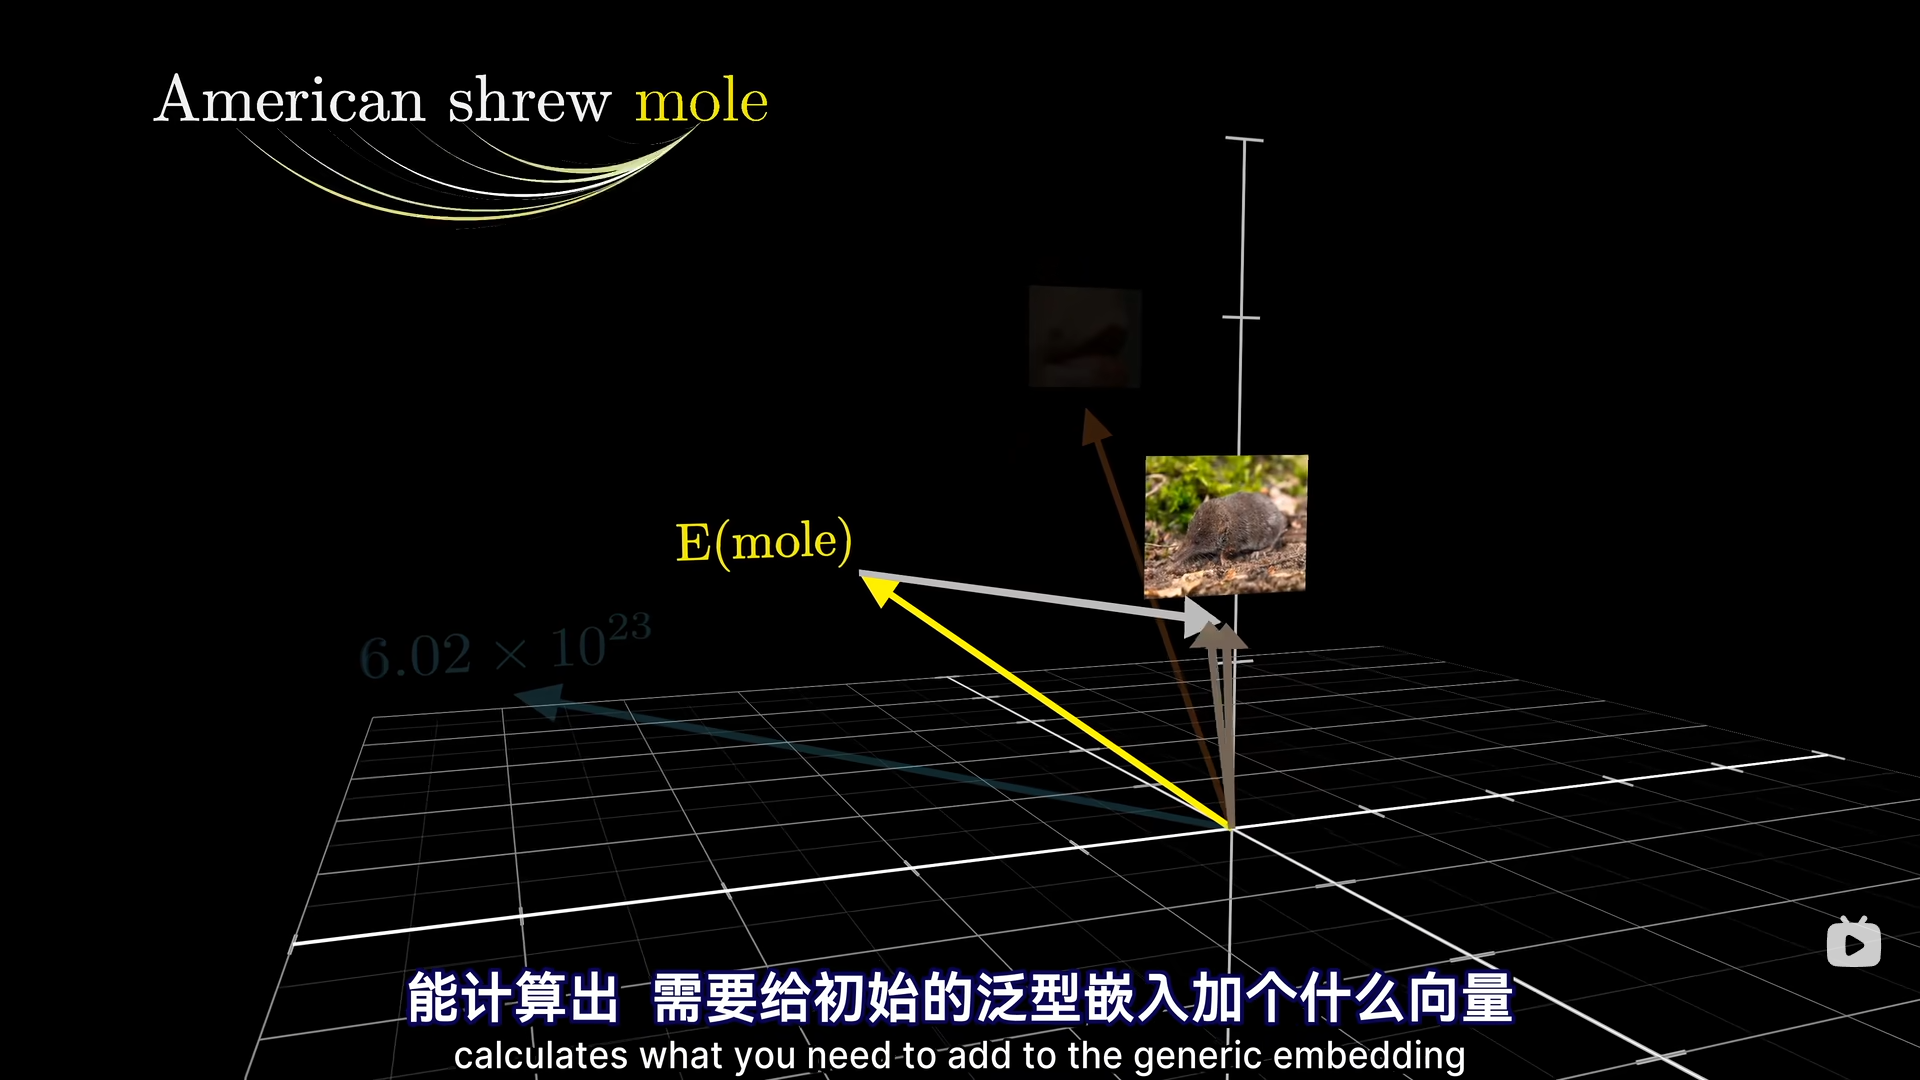 American shrew mole
E(mole)
6.02 × 10²³
能计算出 需要给初始的泛型嵌入加个什么向量
calculates what you need to add to the generic embedding